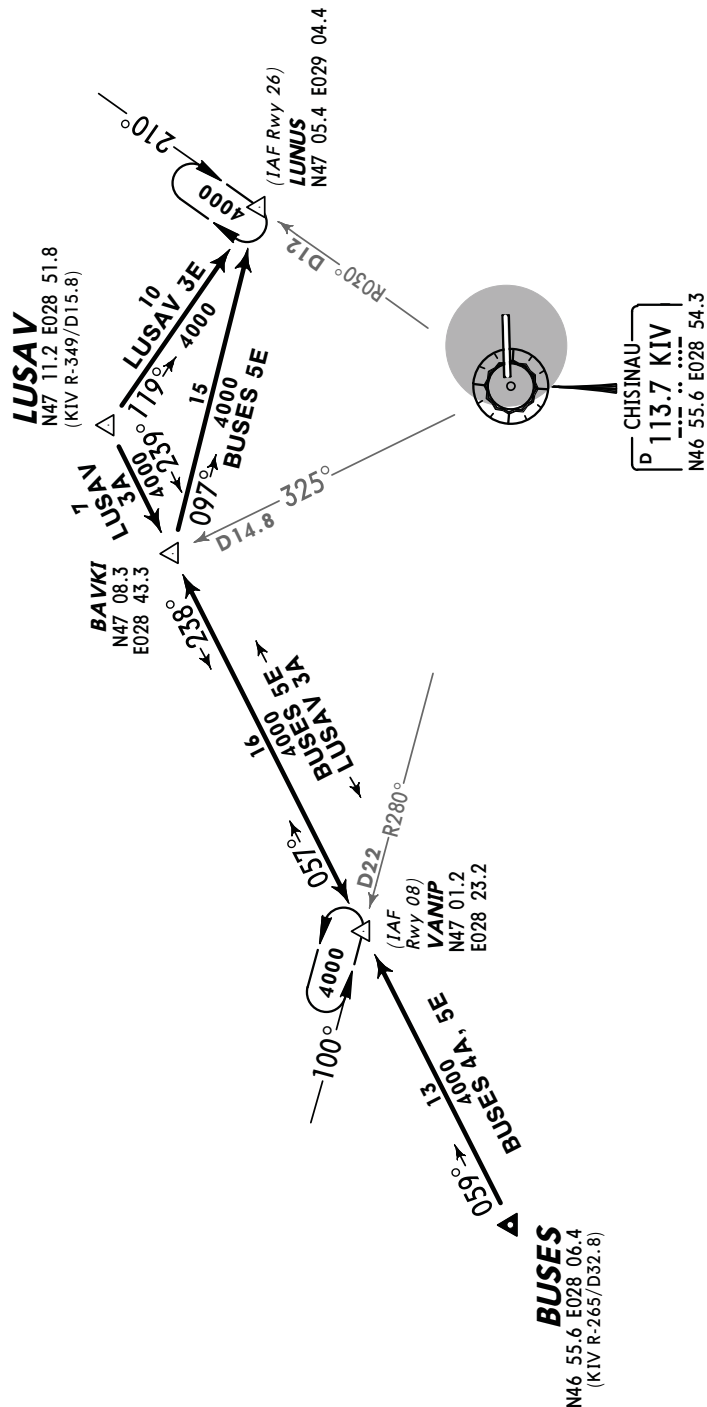 LUSAV
N47 11.2 E028 51.8
(KIV R-349/D15.8)
210°
4000
(IAF Rwy 26)
LUNUS
N47 05.4 E029 04.4
10
LUSAV 3E
119°
4000
7
LUSAV
3A
4000
239°
15
4000
097°
BUSES 5E
D12
R030°
BAVKI
N47 08.3
E028 43.3
D14.8
325°
CHISINAU
D
113.7 KIV
N46 55.6 E028 54.3
238°
16
4000
BUSES 5E
LUSAV 3A
057°
D22
R280°
4000
100°
(IAF
Rwy 08)
VANIP
N47 01.2
E028 23.2
13
4000
BUSES 4A, 5E
059°
BUSES
N46 55.6 E028 06.4
(KIV R-265/D32.8)